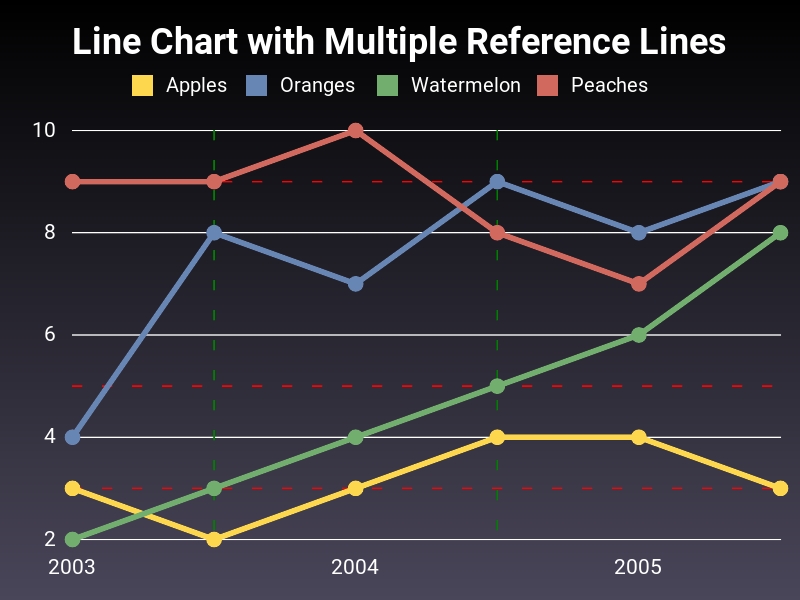 Line Chart with Multiple Reference Lines
Apples Oranges Watermelon Peaches
10
8
6
4
2
2003 2004 2005